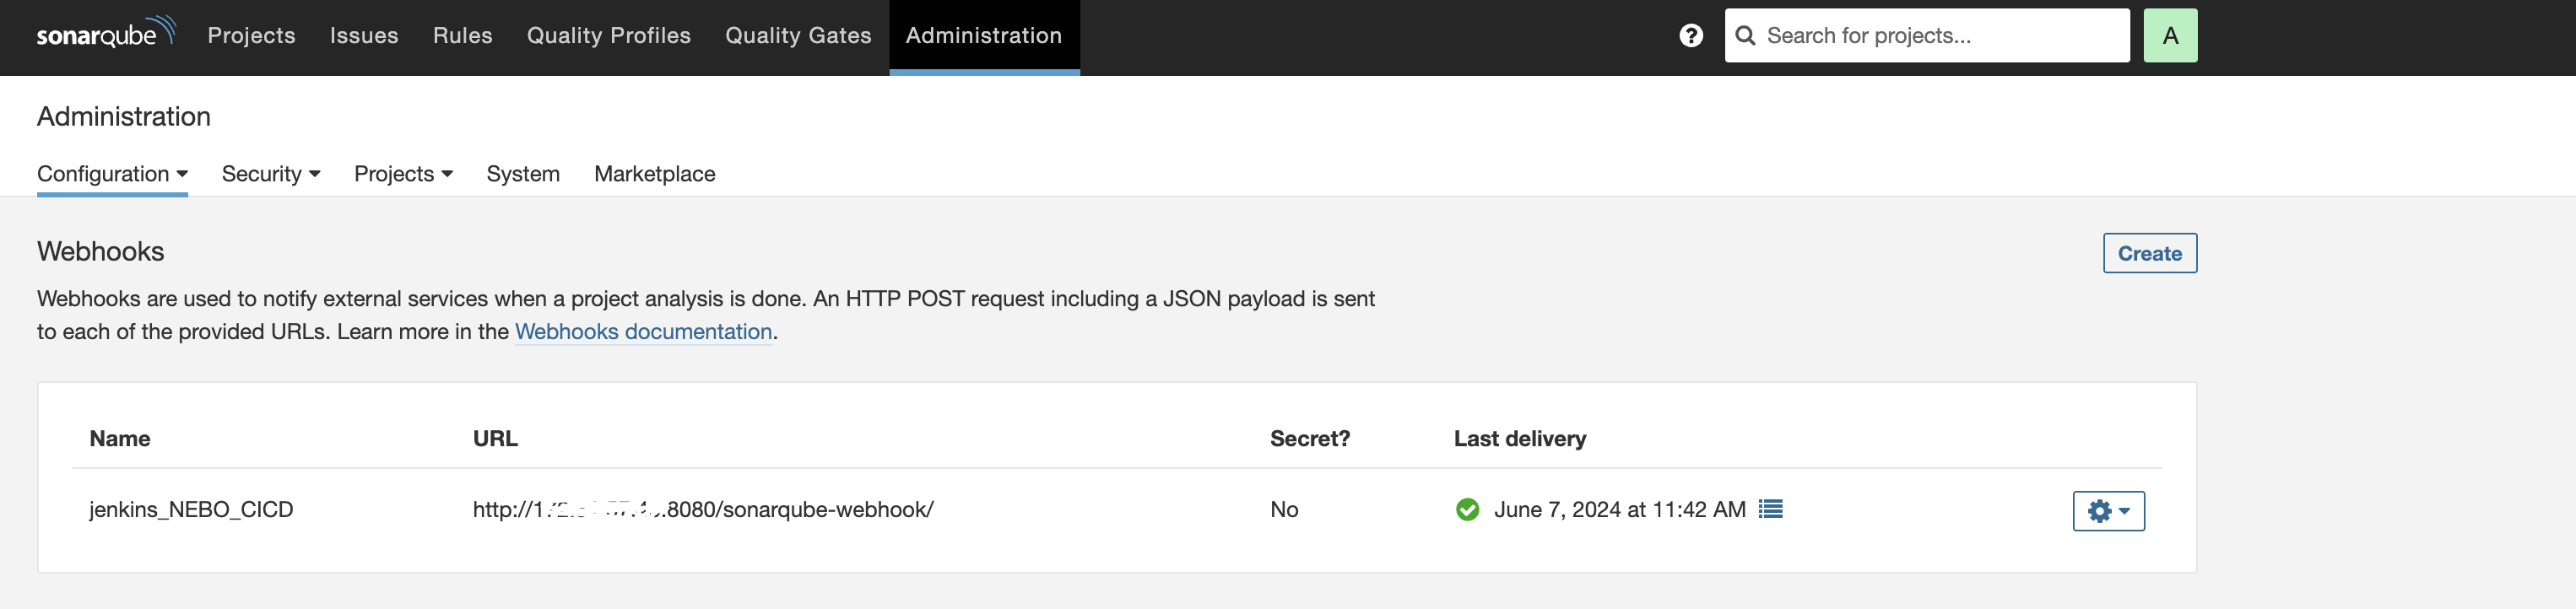 sonarqube Projects Issues Rules Quality Profiles Quality Gates Administration ? Search for projects... A
Administration
Configuration Security Projects System Marketplace
Webhooks Create
Webhooks are used to notify external services when a project analysis is done. An HTTP POST request including a JSON payload is sent
to each of the provided URLs. Learn more in the Webhooks documentation.
Name URL Secret? Last delivery
jenkins_NEBO_CICD http:// 8080/sonarqube-webhook/ No June 7, 2024 at 11:42 AM